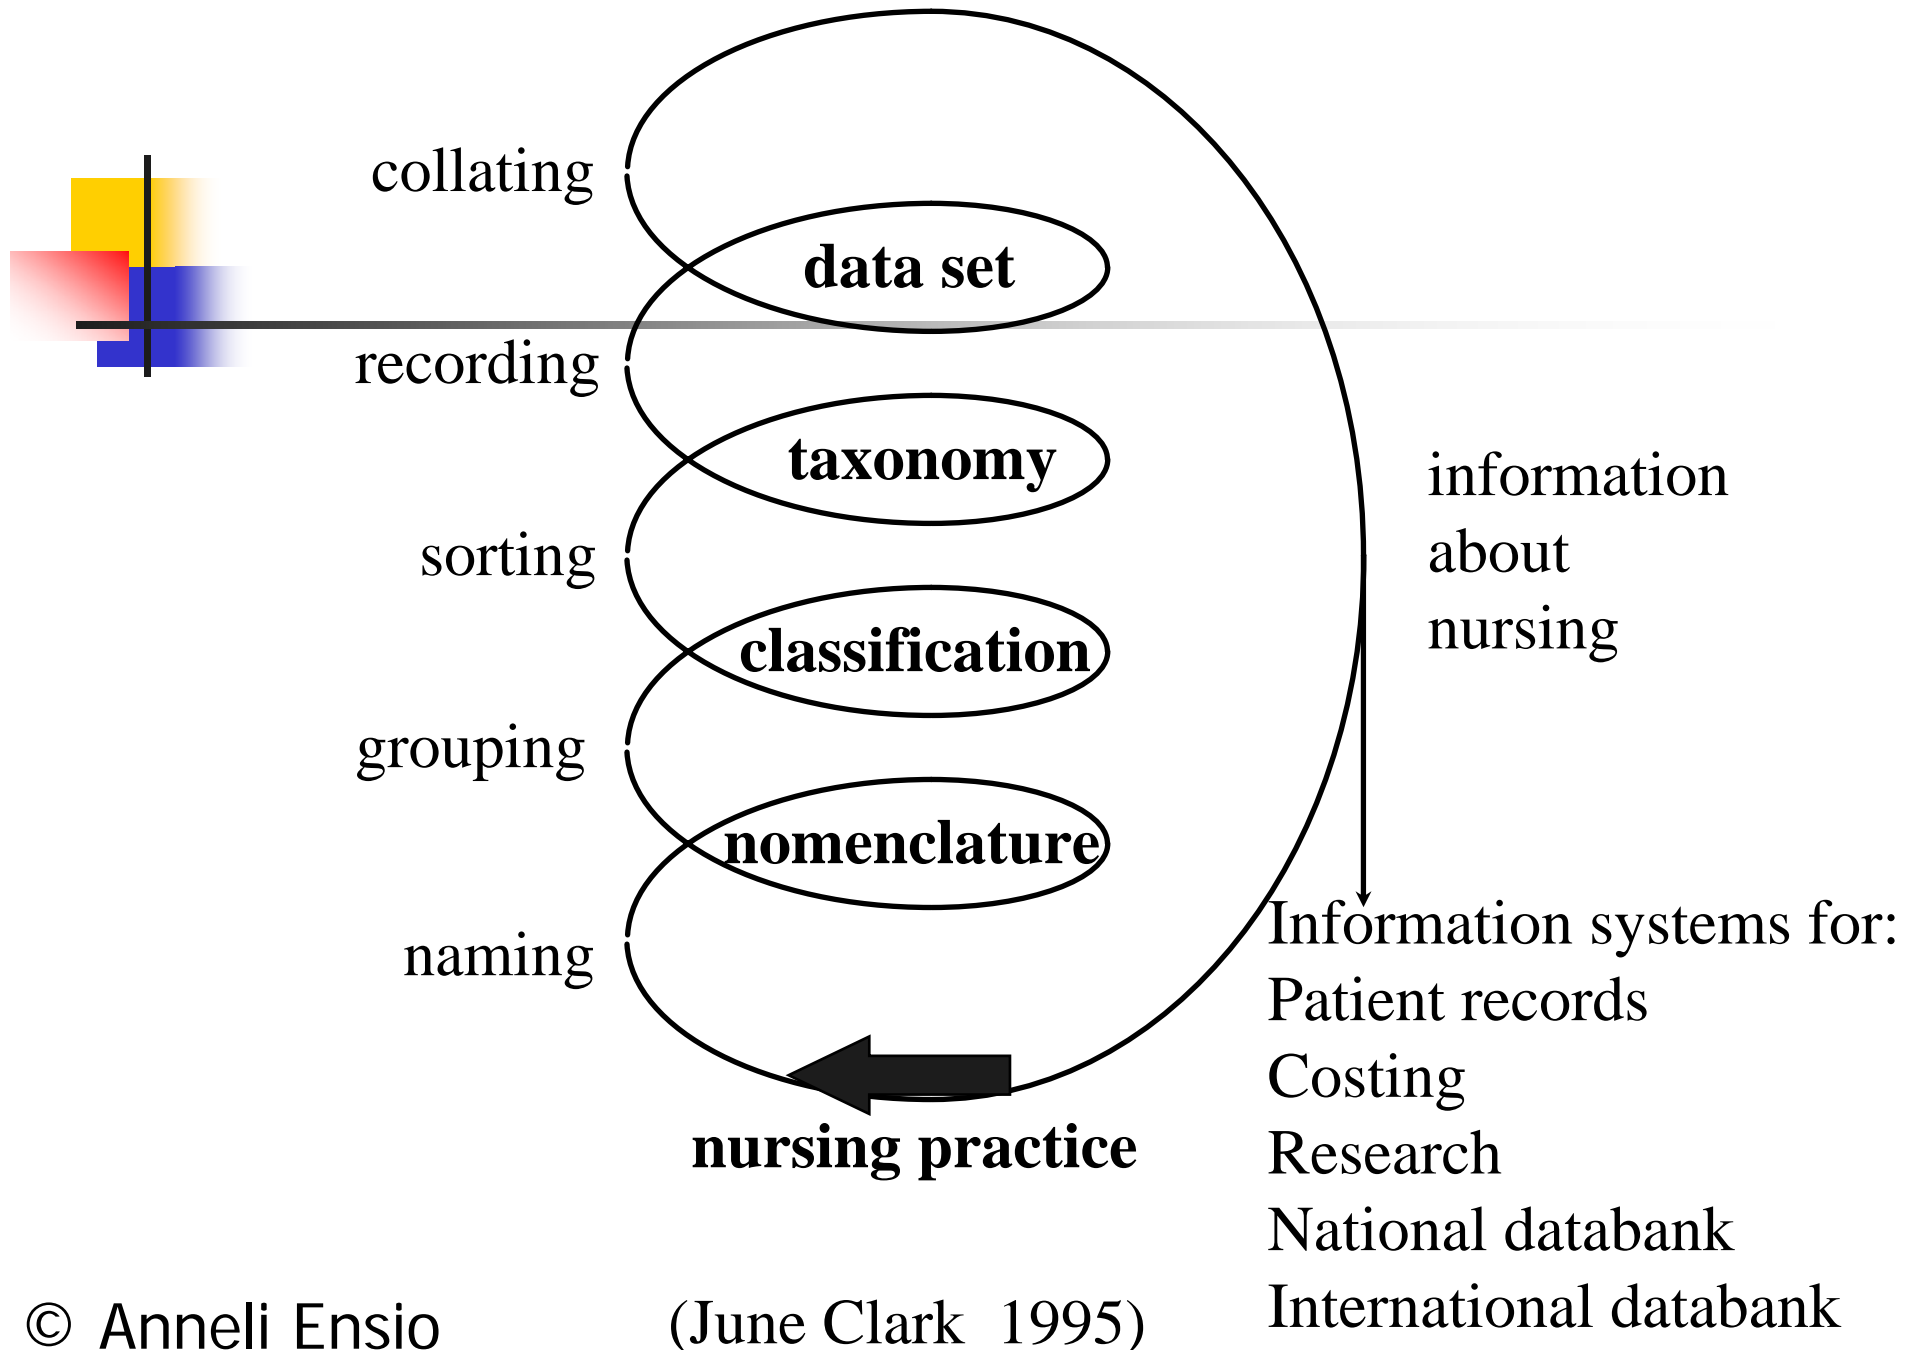 collating
data set
recording
taxonomy
information
about
nursing
sorting
classification
grouping
nomenclature
naming
nursing practice
Information systems for:
Patient records
Costing
Research
National databank
International databank
© Anneli Ensio
(June Clark 1995)